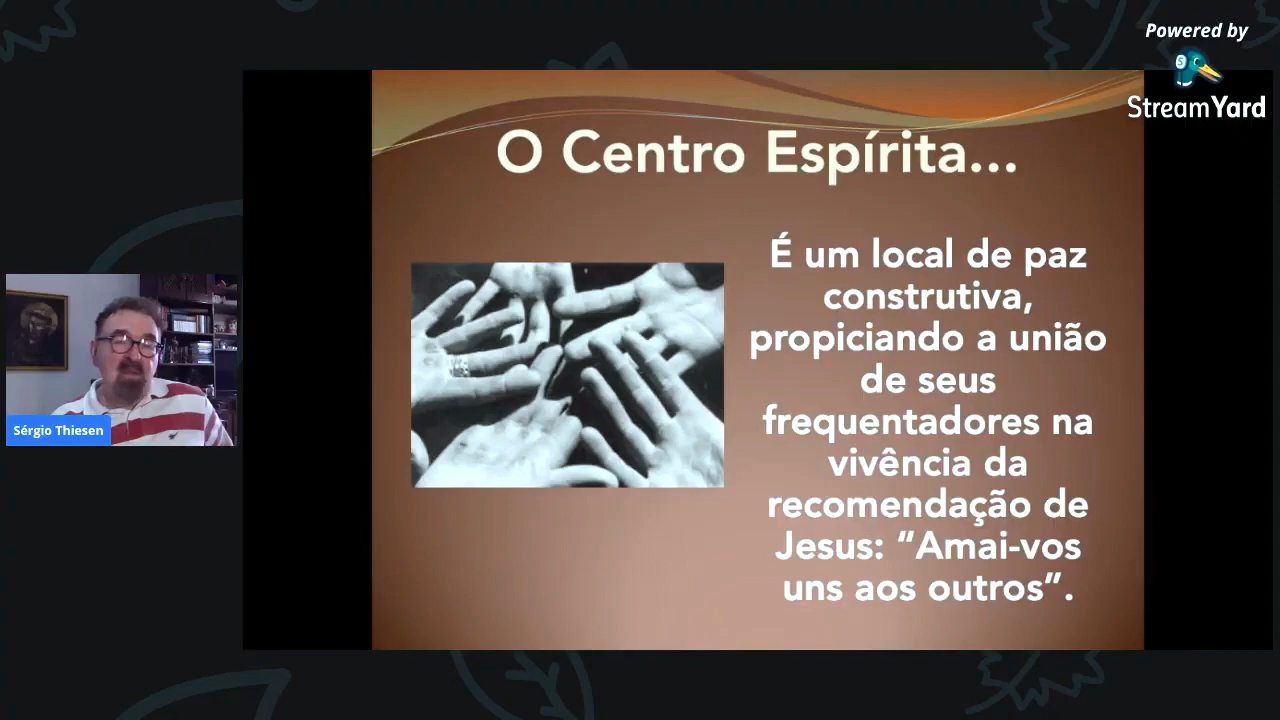 Powered by
StreamYard
O Centro Espírita...
É um local de paz
construtiva,
propiciando a união
de seus
frequentadores na
vivência da
recomendação de
Jesus: “Amai-vos
uns aos outros”.
Sérgio Thiesen